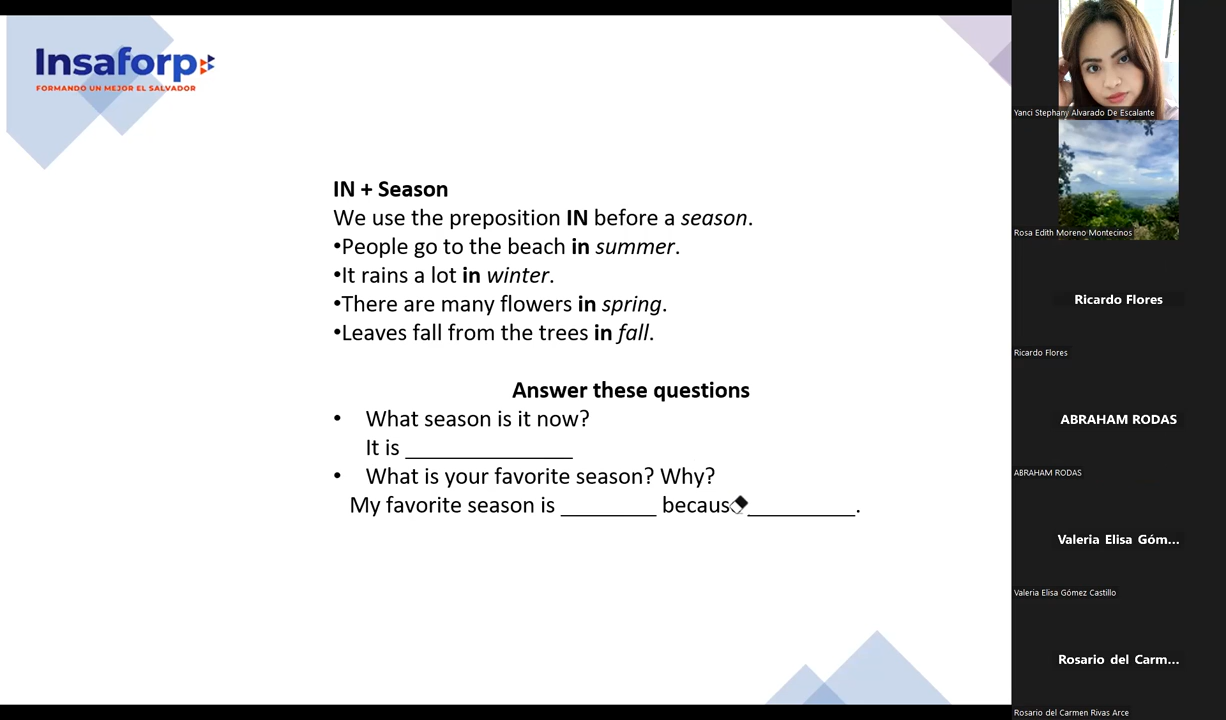 Insaforp
FORMANDO UN MEJOR EL SALVADOR
IN + Season
We use the preposition IN before a season.
•People go to the beach in summer.
•It rains a lot in winter.
•There are many flowers in spring.
•Leaves fall from the trees in fall.
Answer these questions
• What season is it now?
It is _______________
• What is your favorite season? Why?
My favorite season is ________ becaus _________.
Yanci Stephany Alvarado De Escalante
Rosa Edith Moreno Montecinos
Ricardo Flores
Ricardo Flores
ABRAHAM RODAS
ABRAHAM RODAS
Valeria Elisa Góm...
Valeria Elisa Gómez Castillo
Rosario del Carm...
Rosario del Carmen Rivas Arce